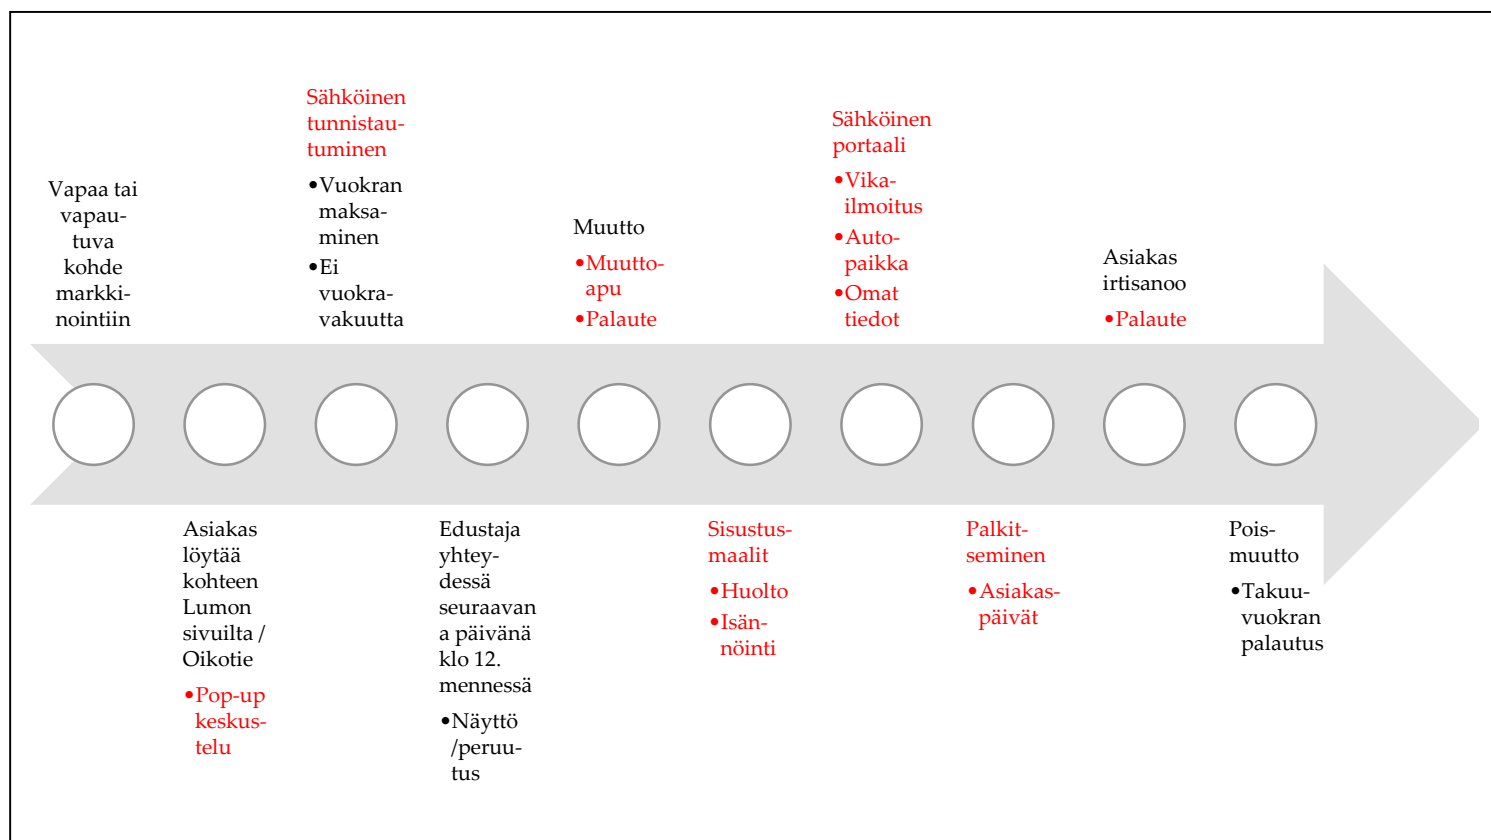 Vapaa tai
vapau-
tuva
kohde
markki-
nointiin
Asiakas
löytää
kohteen
Lumon
sivuilta /
Oikotie
•Pop-up
keskus-
telu
Sähköinen
tunnistau-
tuminen
•Vuokran
maksa-
minen
•Ei
vuokra-
vakuutta
Edustaja
yhtey-
dessä
seuraavan
a päivänä
klo 12.
mennessä
•Näyttö
/peruu-
tus
Muutto
•Muutto-
apu
•Palaute
Sisustus-
maalit
•Huolto
•Isän-
nöinti
Sähköinen
portaali
•Vika-
ilmoitus
•Auto-
paikka
•Omat
tiedot
Palkit-
seminen
•Asiakas-
päivät
Asiakas
irtisanoo
•Palaute
Pois-
muutto
•Takuu-
vuokran
palautus